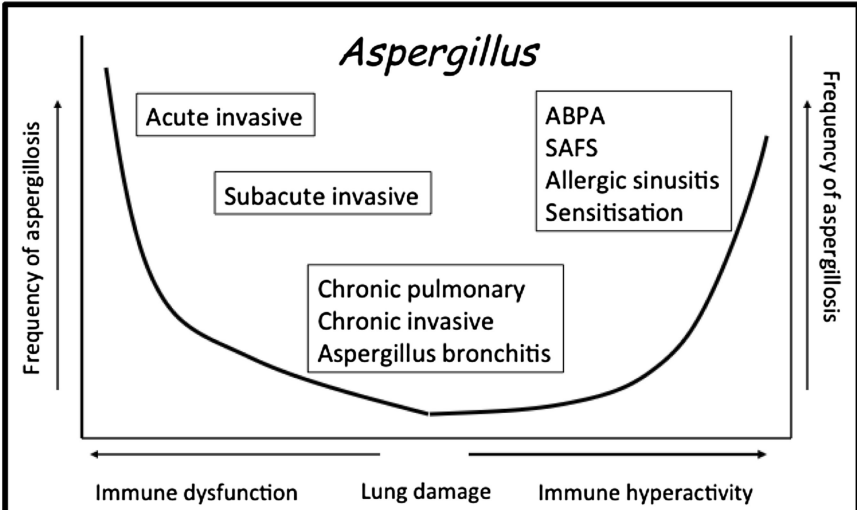 Aspergillus
Frequency of aspergillosis
Acute invasive
Subacute invasive
Chronic pulmonary
Chronic invasive
Aspergillus bronchitis
ABPA
SAFS
Allergic sinusitis
Sensitisation
Frequency of aspergillosis
Immune dysfunction
Lung damage
Immune hyperactivity